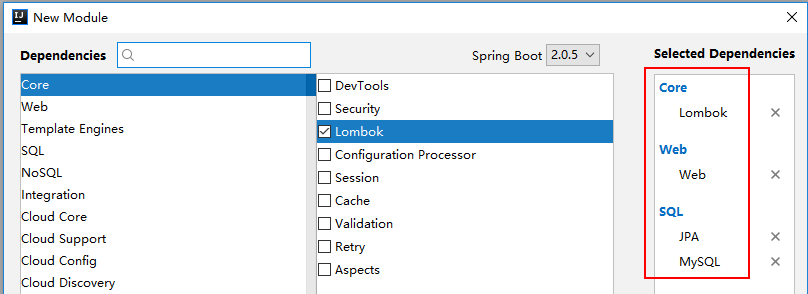 New Module
Dependencies
Spring Boot 2.0.5
Selected Dependencies
Core
Web
Template Engines
SQL
NoSQL
Integration
Cloud Core
Cloud Support
Cloud Config
Cloud Discovery
DevTools
Security
Lombok
Configuration Processor
Session
Cache
Validation
Retry
Aspects
Core
Lombok
Web
Web
SQL
JPA
MySQL